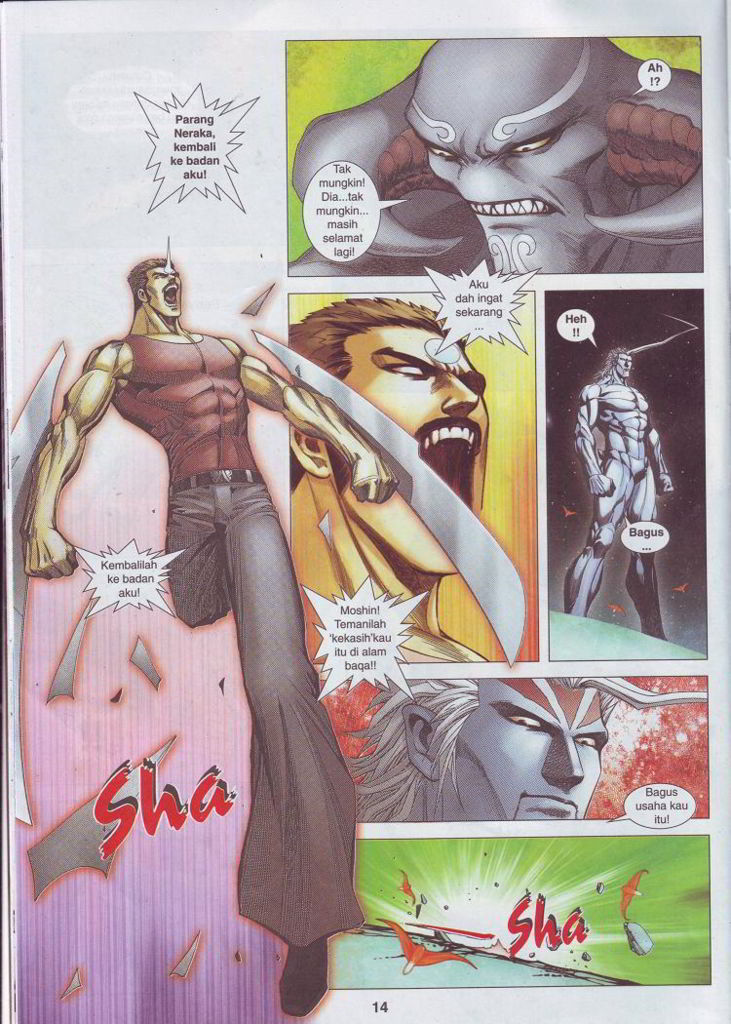 Parang
Neraka,
kembali
ke badan
aku!
Ah
!?
Tak
mungkin!
Dia...tak
mungkin...
masih
selamat
lagi!
Aku
dah ingat
sekarang
...
Heh
!!
Bagus
...
Kembalilah
ke badan
aku!
Moshin!
Temanilah
'kekasih'kau
itu di alam
baqa!!
Bagus
usaha kau
itu!
Sha
Sha
14